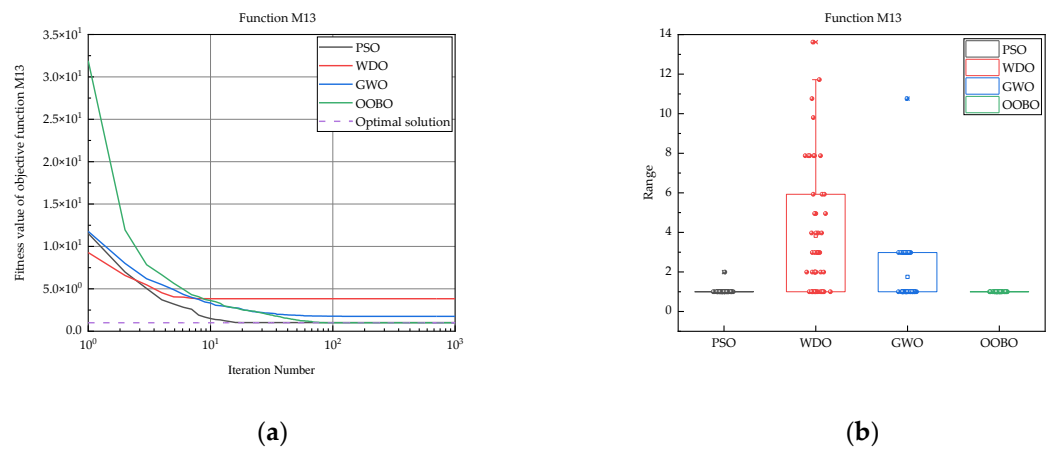 Function M13
Fitness value of objective function M13
3.5×10¹
3.0×10¹
2.5×10¹
2.0×10¹
1.5×10¹
1.0×10¹
5.0×10⁰
0.0
PSO
WDO
GWO
OOBO
Optimal solution
10⁰
10¹
10²
10³
Iteration Number
(a)
Function M13
Range
14
12
10
8
6
4
2
0
PSO
WDO
GWO
OOBO
PSO
WDO
GWO
OOBO
(b)